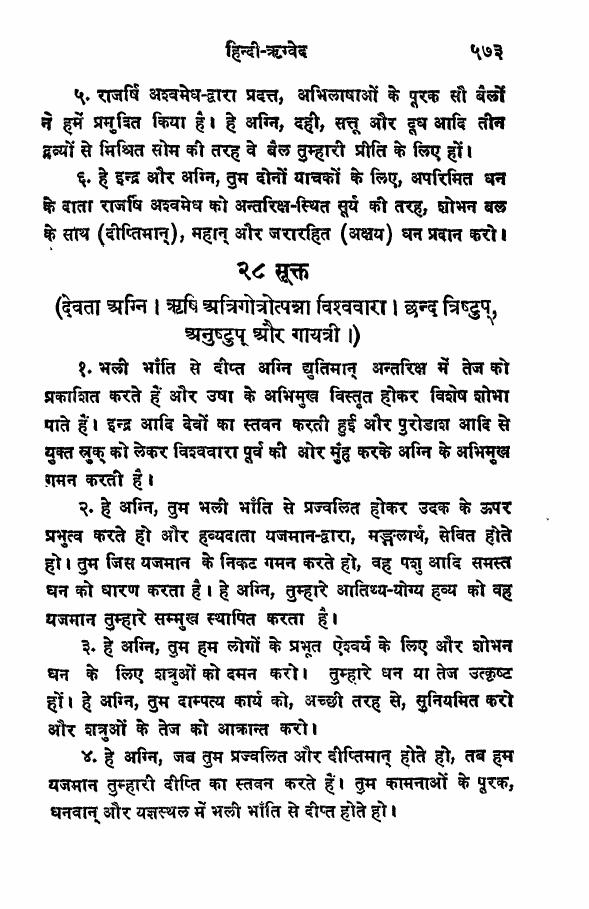 हिन्दी-ऋग्वेद ५७३
५. राजर्षि अश्वमेध-द्वारा प्रदत्त, अभिलाषाओं के पूरक सौ बैलों
ने हमें प्रमुदित किया है। हे अग्नि, दही, सत्तू और दूध आदि तीन
द्रव्यों से मिश्रित सोम की तरह वे बैल तुम्हारी प्रीति के लिए हों।
६. हे इन्द्र और अग्नि, तुम दोनों याचकों के लिए, अपरिमित धन
के दाता राजर्षि अश्वमेध को अन्तरिक्ष-स्थित सूर्य की तरह, शोभन बल
के साथ (दीप्तिमान्), महान् और जरारहित (अक्षय) धन प्रदान करो।
२८ सूक्त
(देवता अग्नि। ऋषि अत्रिगोत्रोत्पन्ना विश्ववारा। छन्द त्रिष्टुप्,
अनुष्टुप् और गायत्री।)
१. भली भाँति से दीप्त अग्नि द्युतिमान् अन्तरिक्ष में तेज को
प्रकाशित करते हैं और उषा के अभिमुख विस्तृत होकर विशेष शोभा
पाते हैं। इन्द्र आदि देवों का स्तवन करती हुई और पुरोडाश आदि से
युक्त स्रुक् को लेकर विश्ववारा पूर्व की ओर मुँह करके अग्नि के अभिमुख
गमन करती है।
२. हे अग्नि, तुम भली भाँति से प्रज्वलित होकर उदक के ऊपर
प्रभुत्व करते हो और हव्यदाता यजमान-द्वारा, मङ्गलार्थ, सेवित होते
हो। तुम जिस यजमान के निकट गमन करते हो, वह पशु आदि समस्त
धन को धारण करता है। हे अग्नि, तुम्हारे आतिथ्य-योग्य हव्य को वह
यजमान तुम्हारे सम्मुख स्थापित करता है।
३. हे अग्नि, तुम हम लोगों के प्रभूत ऐश्वर्य के लिए और शोभन
धन के लिए शत्रुओं को दमन करो। तुम्हारे धन या तेज उत्कृष्ट
हों। हे अग्नि, तुम दाम्पत्य कार्य को, अच्छी तरह से, सुनियमित करो
और शत्रुओं के तेज को आक्रान्त करो।
४. हे अग्नि, जब तुम प्रज्वलित और दीप्तिमान् होते हो, तब हम
यजमान तुम्हारी दीप्ति का स्तवन करते हैं। तुम कामनाओं के पूरक,
धनवान् और यज्ञस्थल में भली भाँति से दीप्त होते हो।